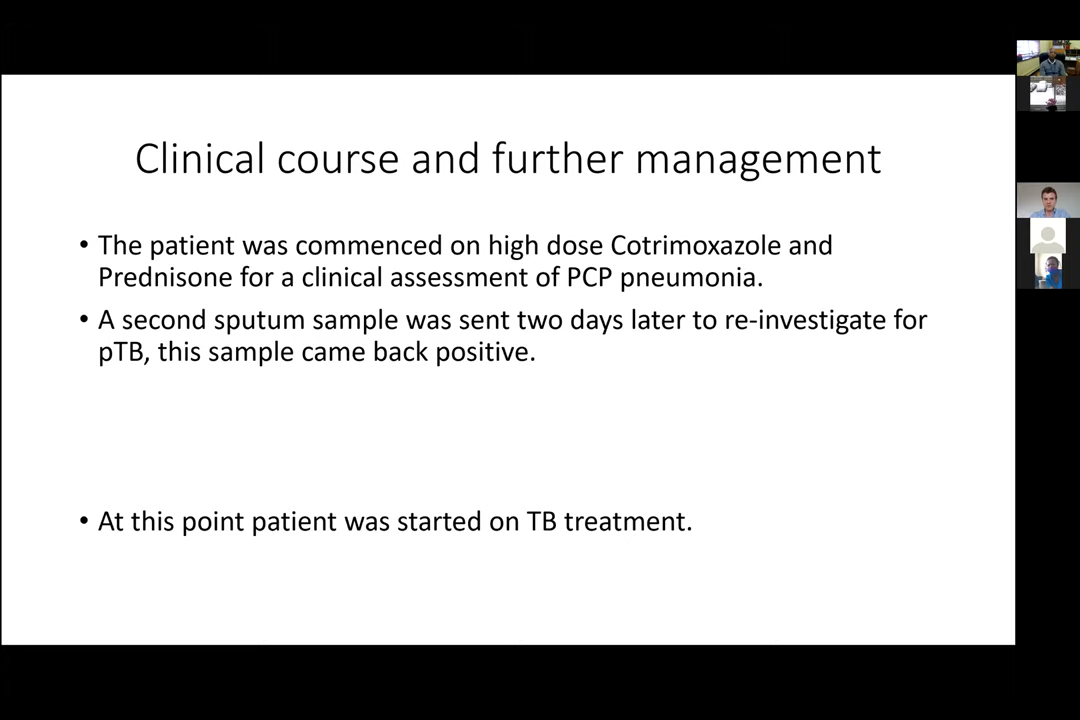 Clinical course and further management
• The patient was commenced on high dose Cotrimoxazole and
Prednisone for a clinical assessment of PCP pneumonia.
• A second sputum sample was sent two days later to re-investigate for
pTB, this sample came back positive.
• At this point patient was started on TB treatment.